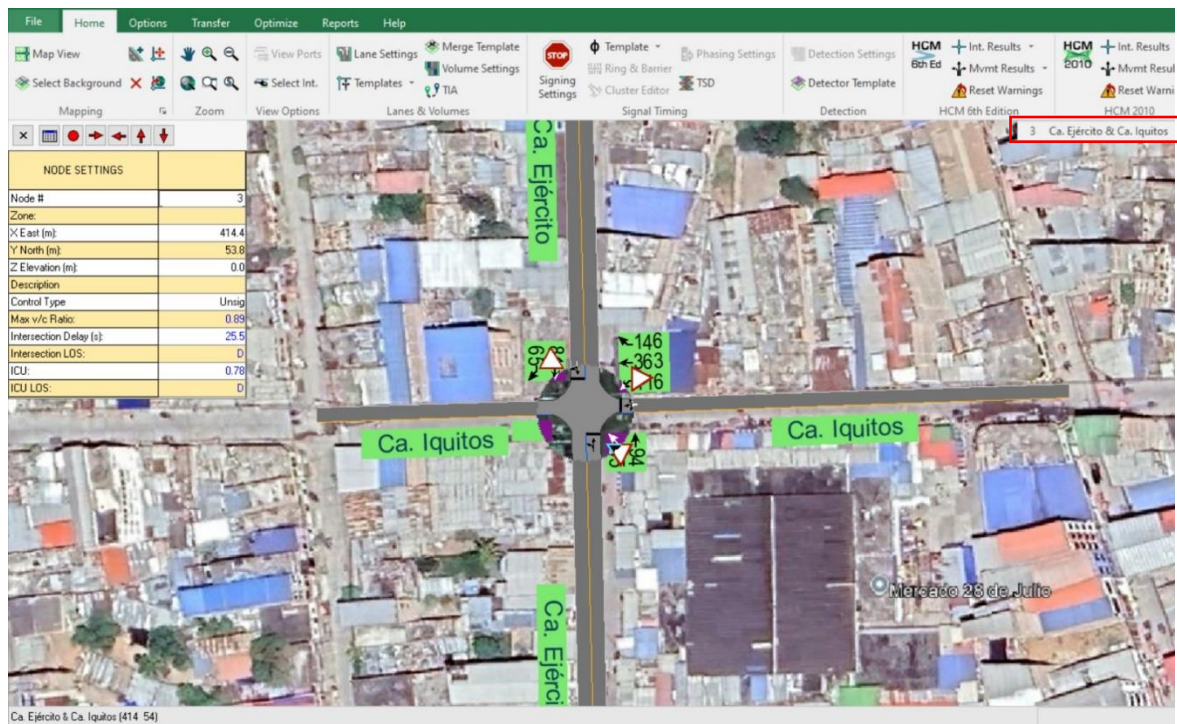 File Home Options Transfer Optimize Reports Help
Map View View Ports Lane Settings Merge Template Template Phasing Settings Detection Settings HCM Int. Results HCM Int. Results
Select Background Select Int. Templates Volume Settings STOP Signing Settings Ring & Barrier TSD Detector Template 6th Ed Mvmt Results 2010 Mvmt Resul
TIA Cluster Editor Reset Warnings Reset Warni
Mapping Zoom View Options Lanes & Volumes Signal Timing Detection HCM 6th Edition HCM 2010
3 Ca. Ejército & Ca. Iquitos
NODE SETTINGS
Node # 3
Zone:
X East (m): 414.4
Y North (m): 53.8
Z Elevation (m): 0.0
Description
Control Type Unsig
Max v/c Ratio: 0.89
Intersection Delay (s): 25.5
Intersection LOS: D
ICU: 0.78
ICU LOS: D
Ca. Ejército
146
363
65
94
Ca. Iquitos
Ca. Iquitos
Mercado 28 de Julio
Ca. Ejérci
Ca. Ejército & Ca. Iquitos (414 54)